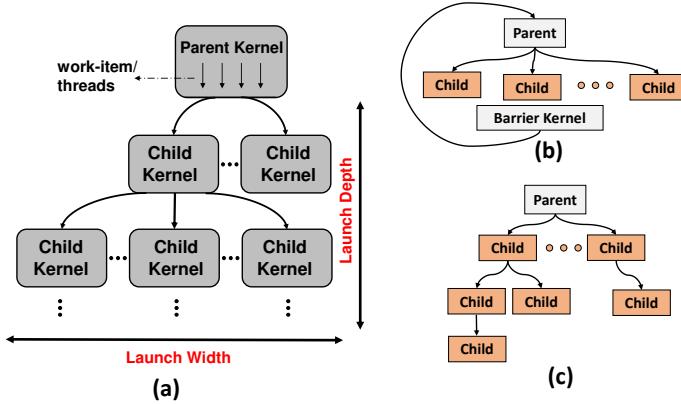 Parent Kernel
work-item/
threads
Child
Kernel
Child
Kernel
Child
Kernel
Child
Kernel
Child
Kernel
Launch Depth
Launch Width
(a)
Parent
Child
Child
Child
Barrier Kernel
(b)
Parent
Child
Child
Child
Child
Child
Child
(c)